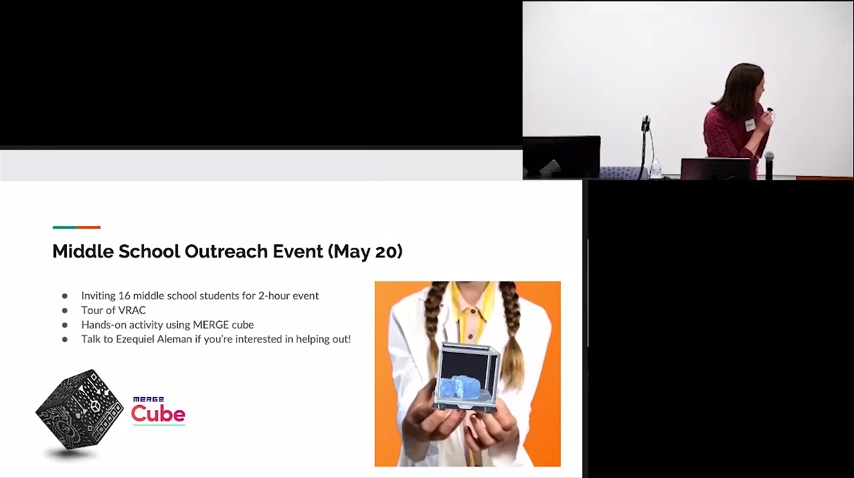 Middle School Outreach Event (May 20)
Inviting 16 middle school students for 2-hour event
Tour of VRAC
Hands-on activity using MERGE cube
Talk to Ezequiel Aleman if you're interested in helping out!
MERGE
Cube